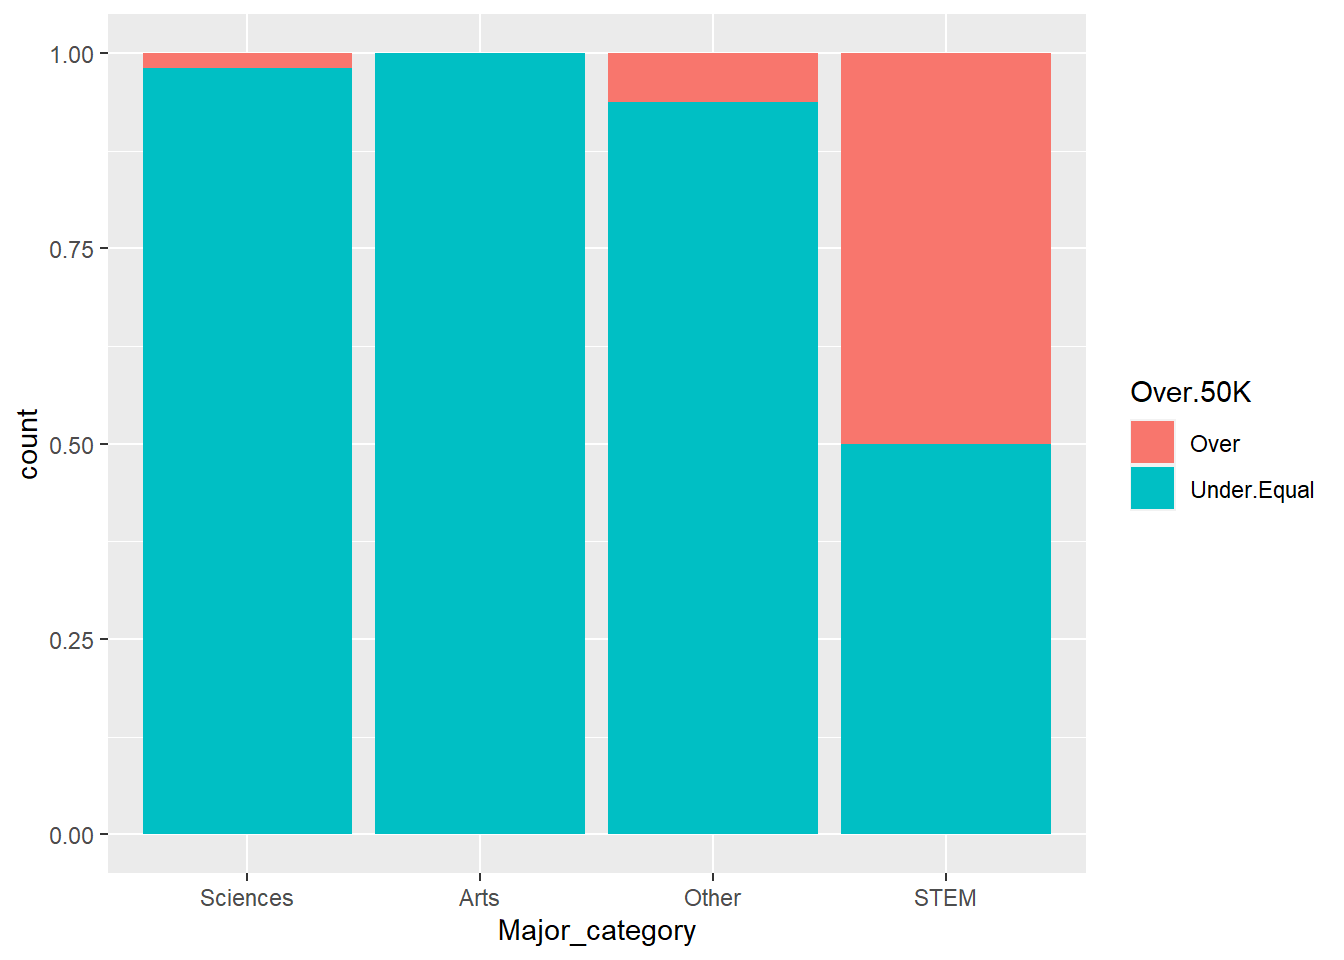 1.00
0.75
0.50
0.25
0.00
count
Sciences Arts Other STEM
Major_category
Over.50K
Over
Under.Equal